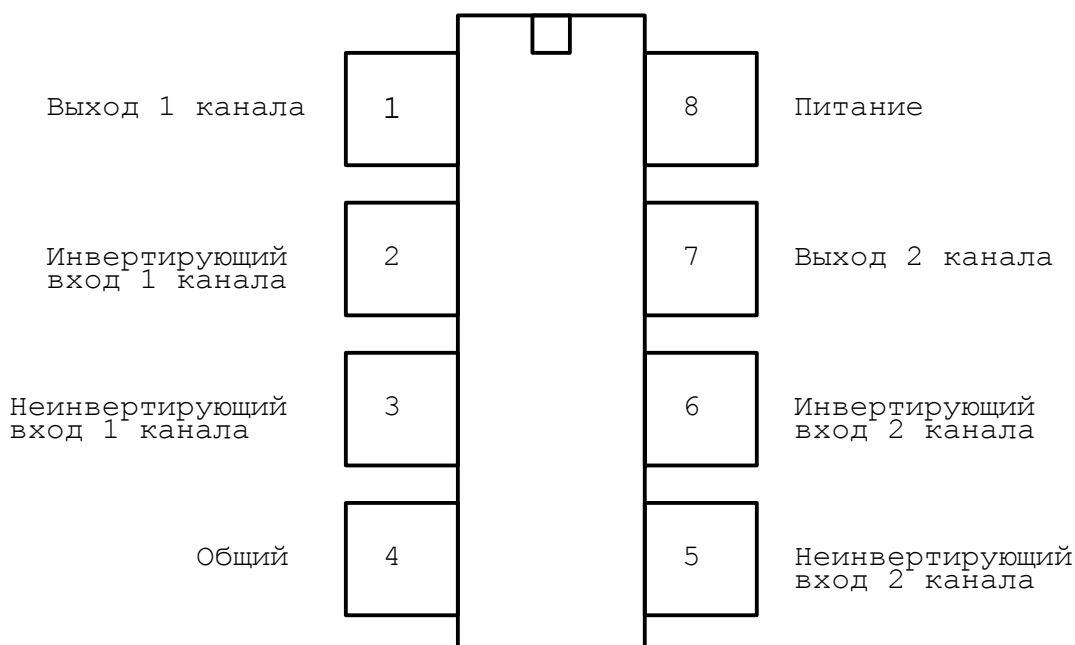 Выход 1 канала
1
8
Питание
Инвертирующий
вход 1 канала
2
7
Выход 2 канала
Неинвертирующий
вход 1 канала
3
6
Инвертирующий
вход 2 канала
Общий
4
5
Неинвертирующий
вход 2 канала